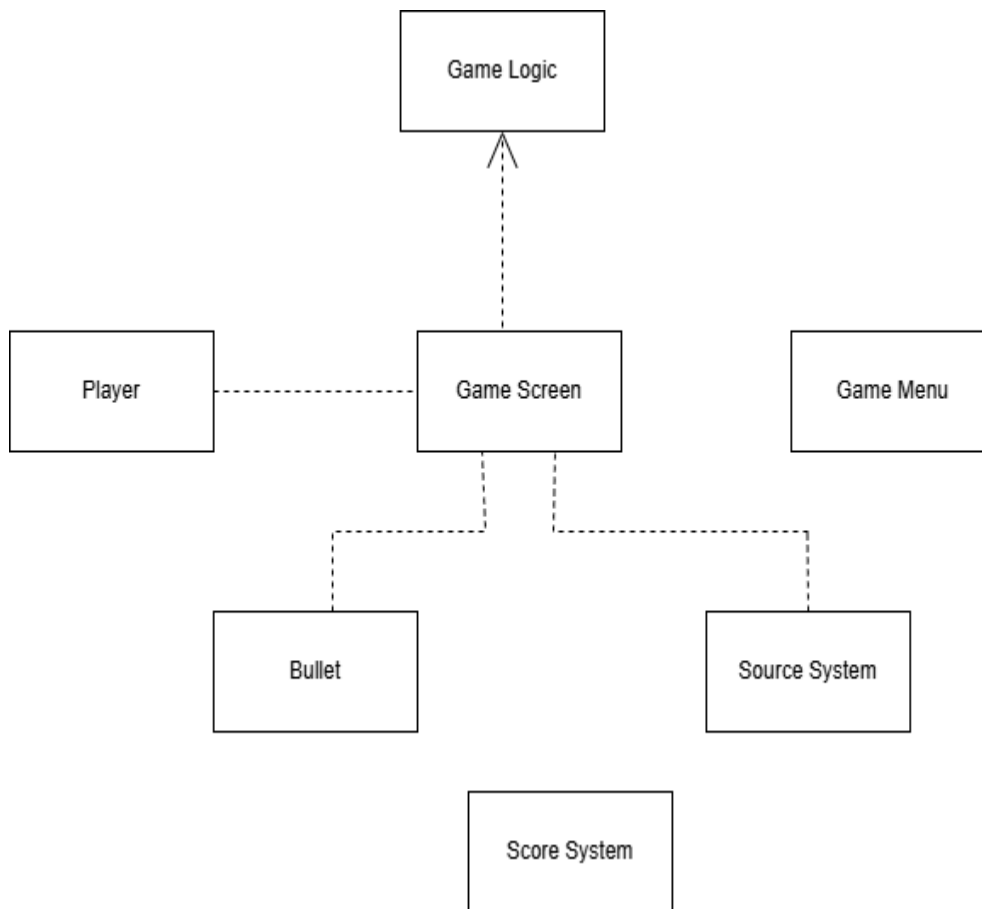 Game Logic
Player
Game Screen
Game Menu
Bullet
Source System
Score System